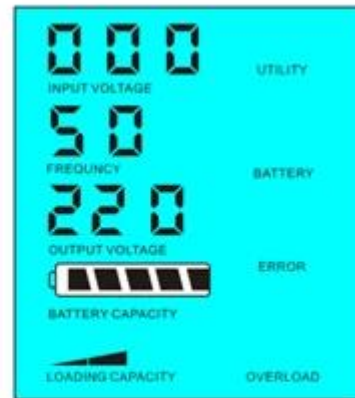 000
INPUT VOLTAGE
UTILITY
50
FREQUNCY
BATTERY
220
OUTPUT VOLTAGE
ERROR
BATTERY CAPACITY
LOADING CAPACITY
OVERLOAD